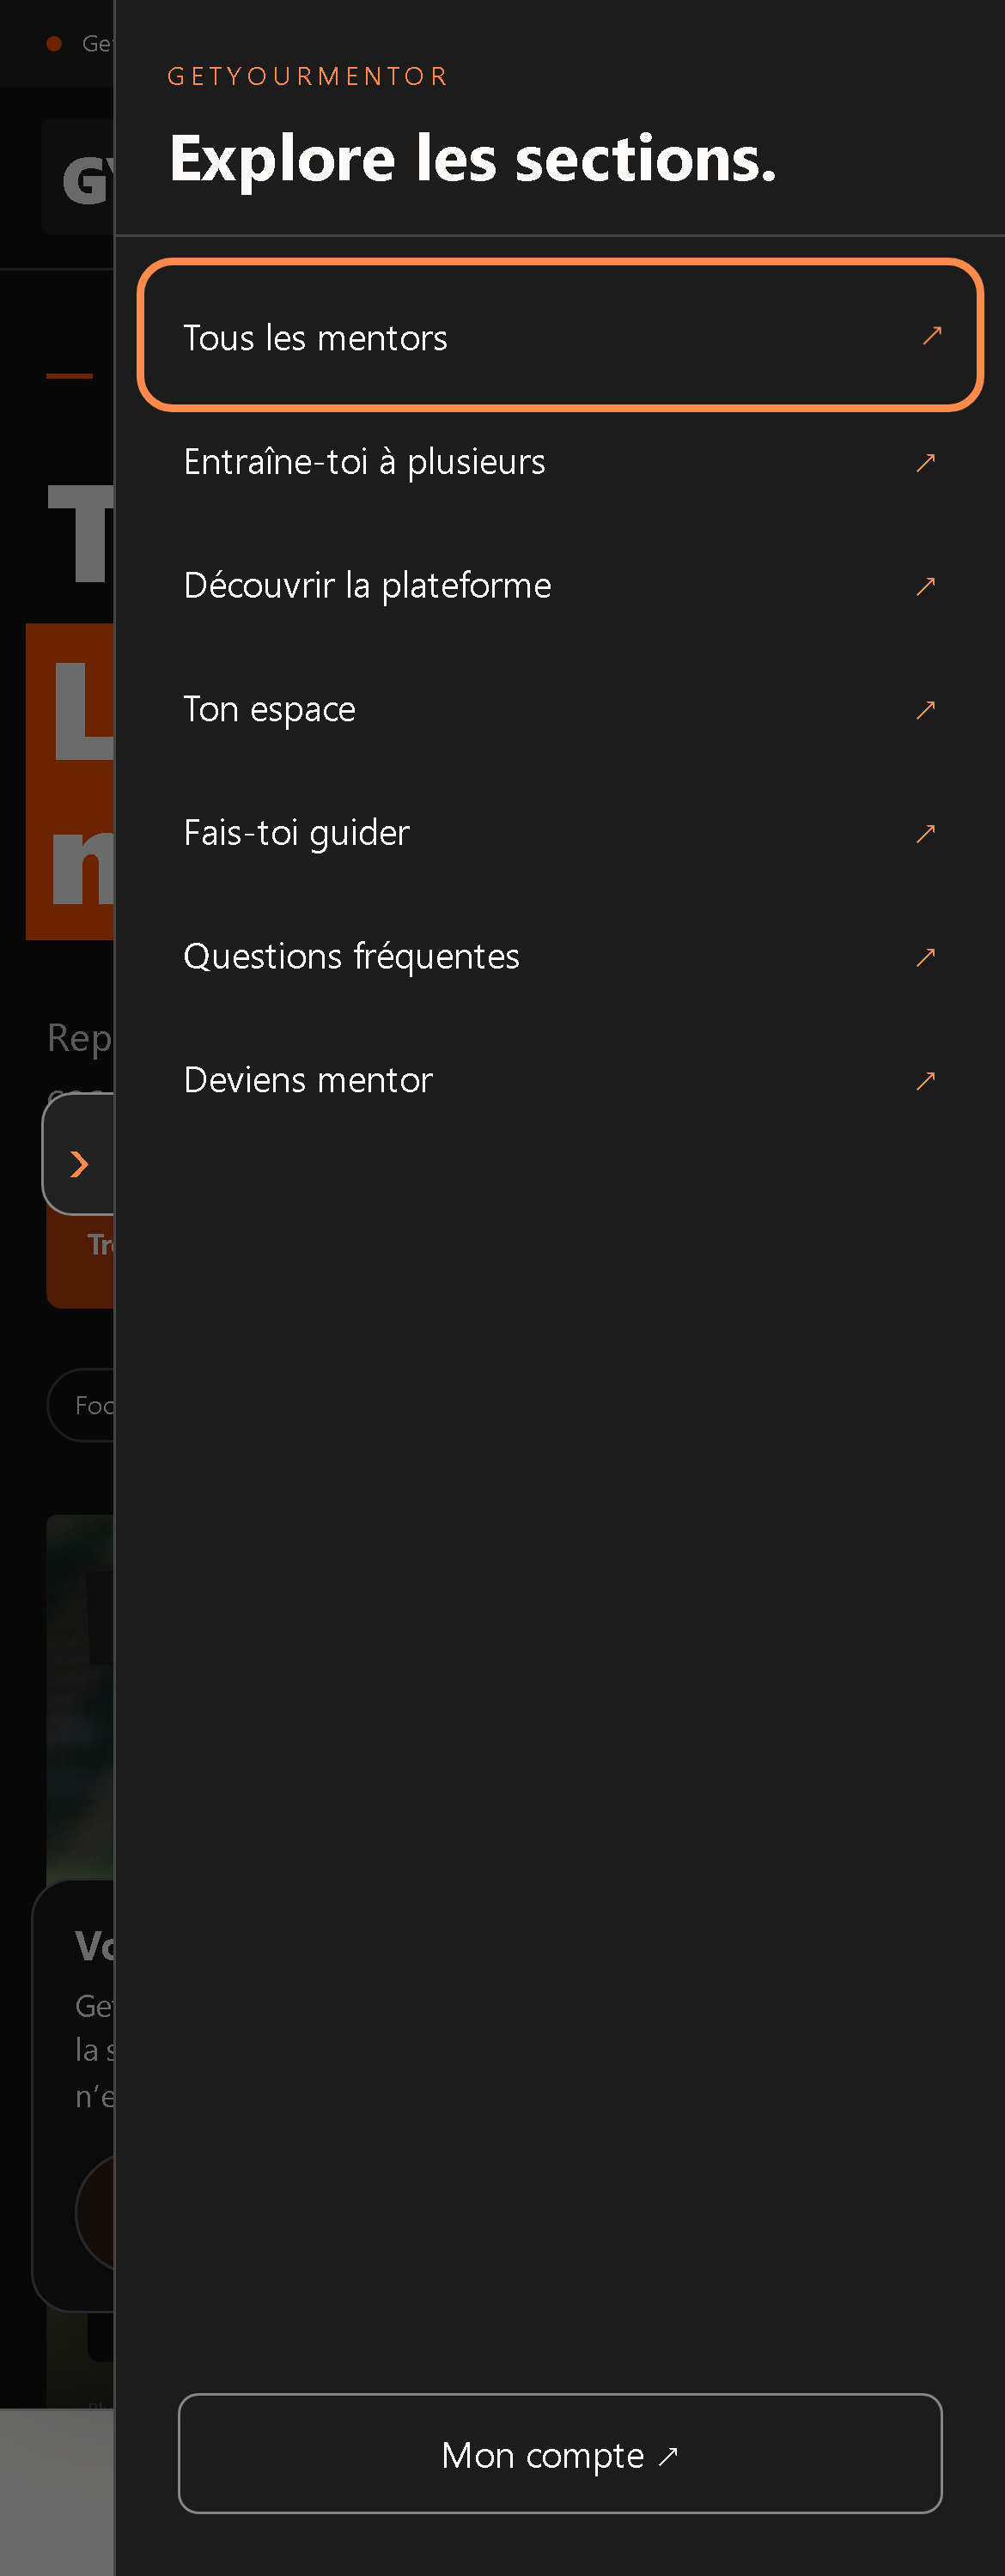 GETYOURMENTOR
Explore les sections.
Tous les mentors ↗
Entraîne-toi à plusieurs ↗
Découvrir la plateforme ↗
Ton espace ↗
Fais-toi guider ↗
Questions fréquentes ↗
Deviens mentor ↗
Mon compte ↗